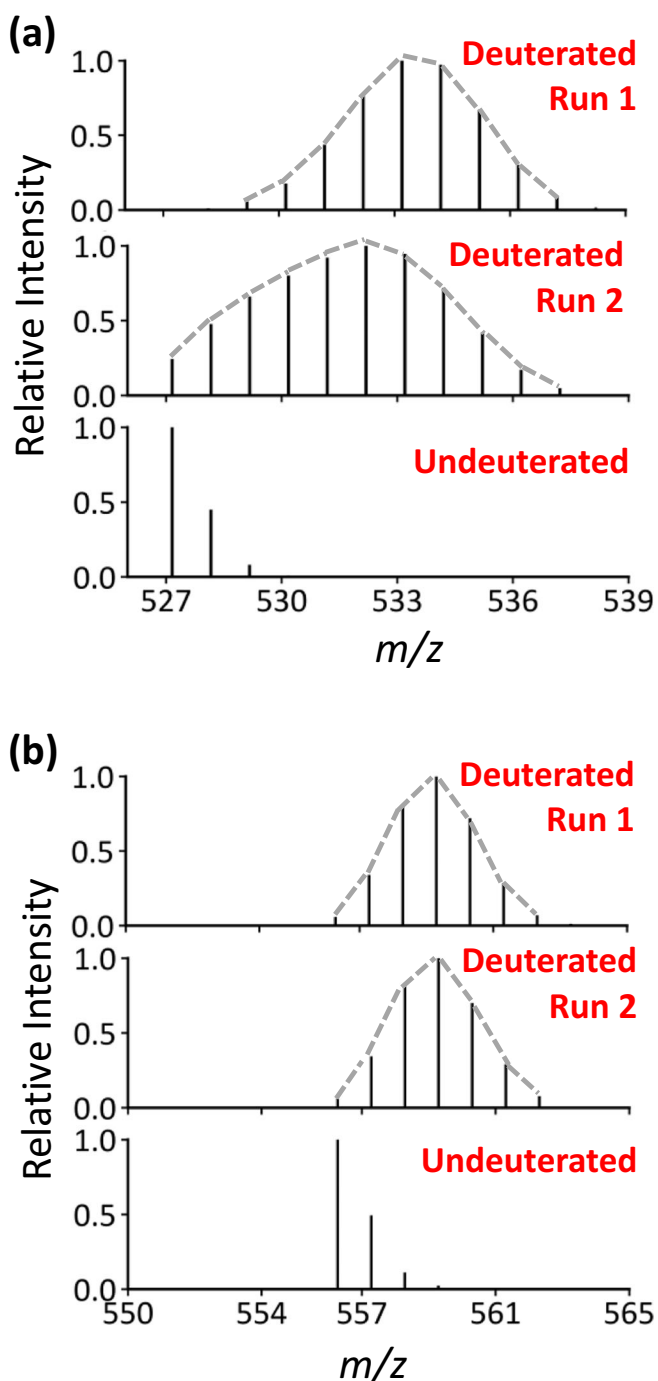 (a)
Relative Intensity
1.0
0.5
0.0
Deuterated
Run 1
1.0
0.5
0.0
Deuterated
Run 2
1.0
0.5
0.0
Undeuterated
527 530 533 536 539
m/z
(b)
Relative Intensity
1.0
0.5
0.0
Deuterated
Run 1
1.0
0.5
0.0
Deuterated
Run 2
1.0
0.5
0.0
Undeuterated
550 554 557 561 565
m/z